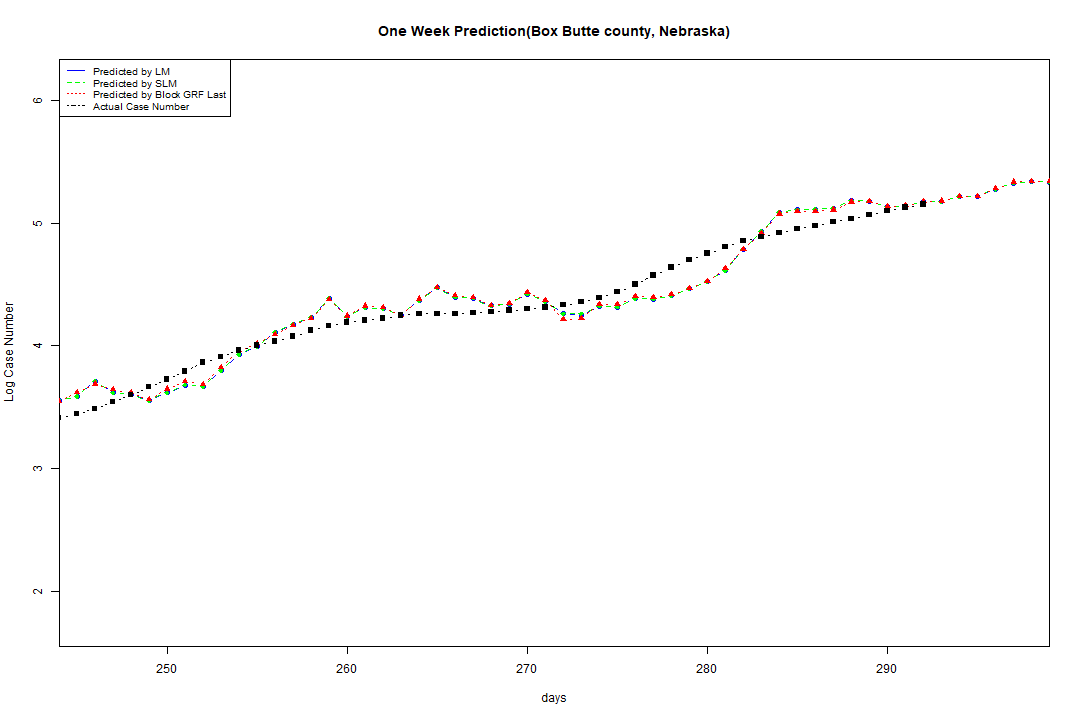 One Week Prediction(Box Butte county, Nebraska)
Predicted by LM
Predicted by SLM
Predicted by Block GRF Last
Actual Case Number
6
5
4
3
2
Log Case Number
250 260 270 280 290
days